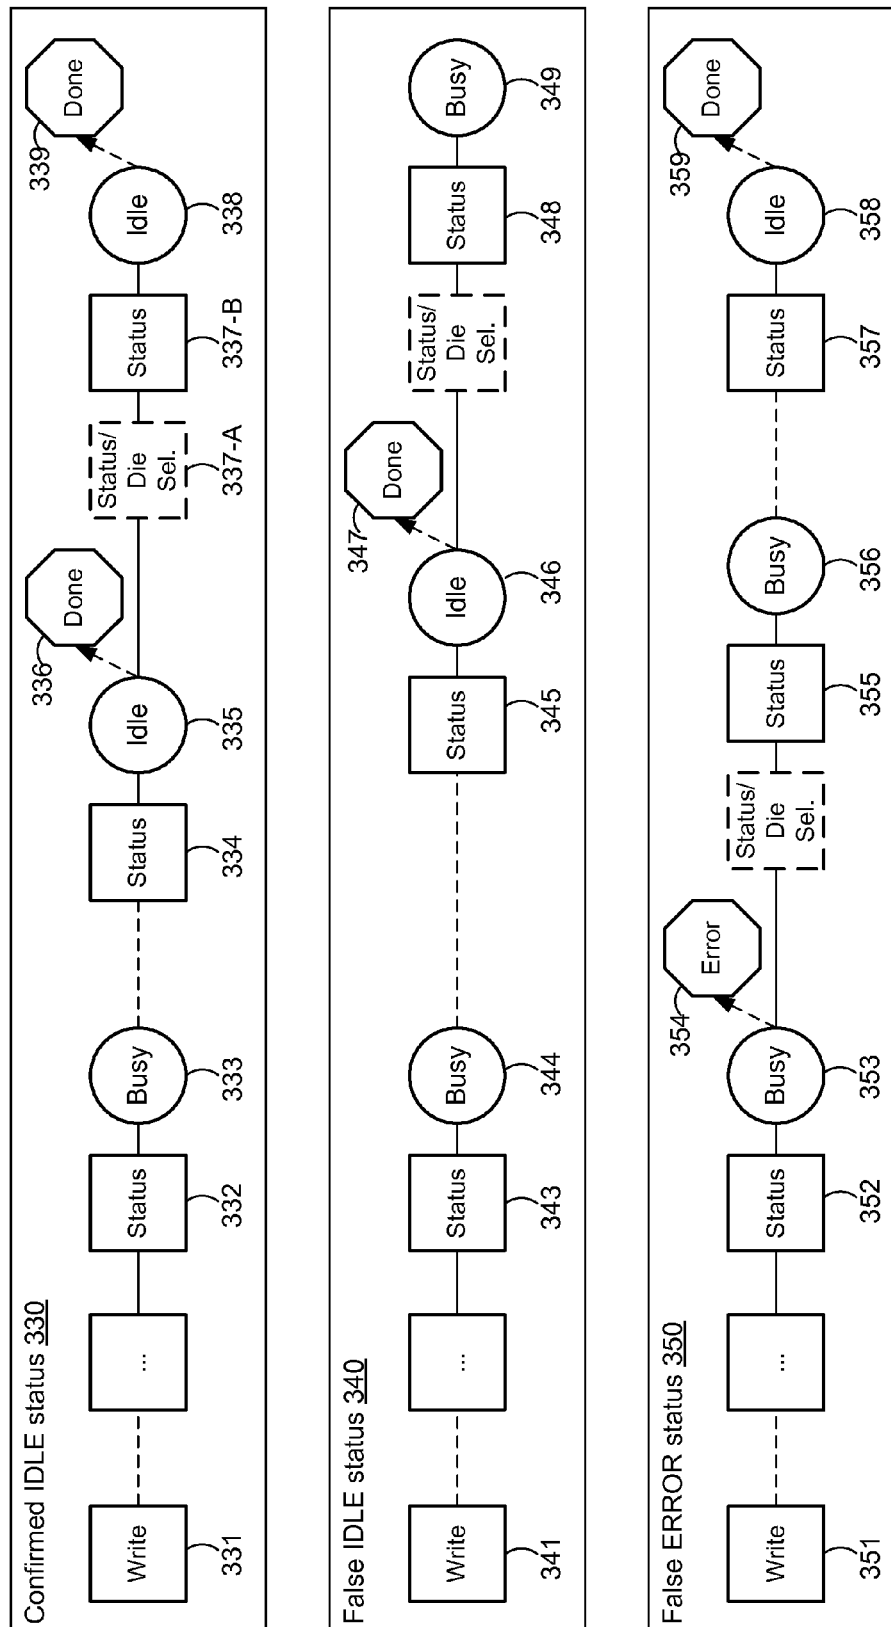 Confirmed IDLE status 330
Write
331
...
Status
332
Busy
333
Status
334
Idle
335
Done
336
Status/
Die
Sel.
337-A
Status
337-B
Idle
338
Done
339
False IDLE status 340
Write
341
...
Status
343
Busy
344
Status
345
Idle
346
Done
347
Status/
Die
Sel.
Status
348
Busy
349
False ERROR status 350
Write
351
...
Status
352
Busy
353
Error
354
Status/
Die
Sel.
Status
355
Busy
356
Status
357
Idle
358
Done
359